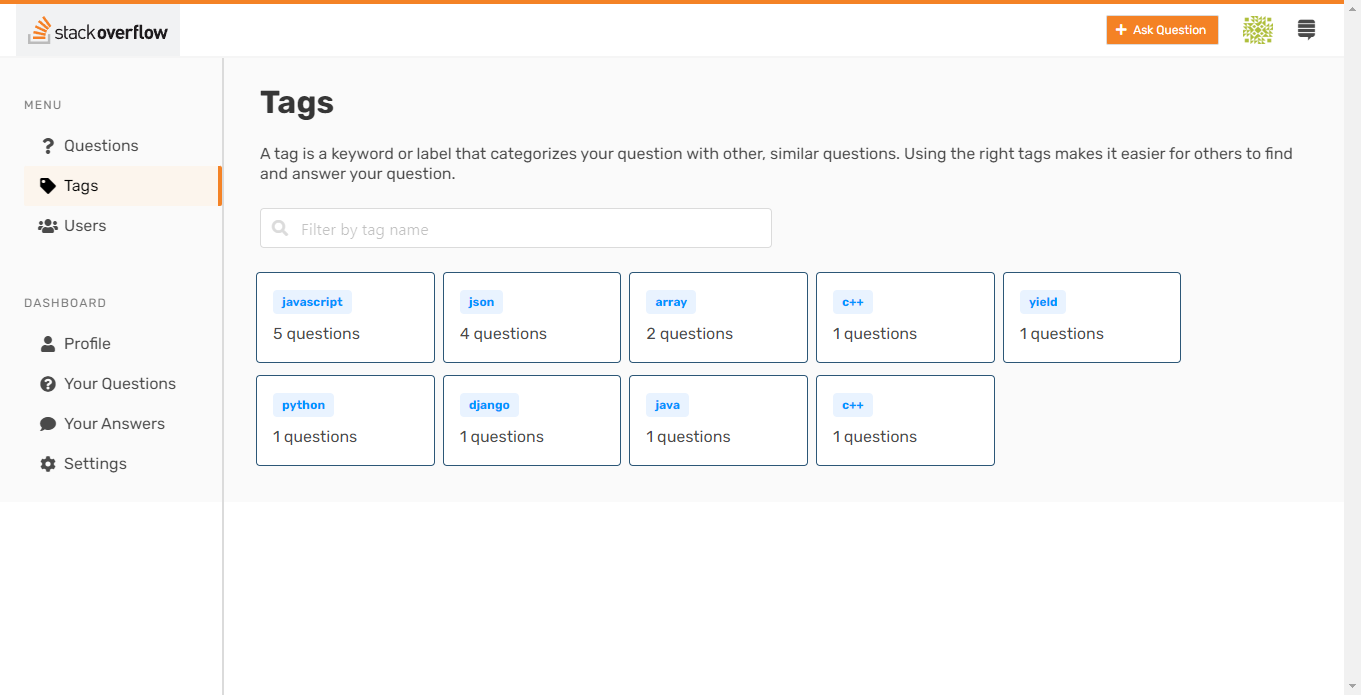 stackoverflow
Ask Question
MENU
Questions
Tags
Users
DASHBOARD
Profile
Your Questions
Your Answers
Settings
Tags
A tag is a keyword or label that categorizes your question with other, similar questions. Using the right tags makes it easier for others to find
and answer your question.
Filter by tag name
javascript
5 questions
json
4 questions
array
2 questions
c++
1 questions
yield
1 questions
python
1 questions
django
1 questions
java
1 questions
c++
1 questions